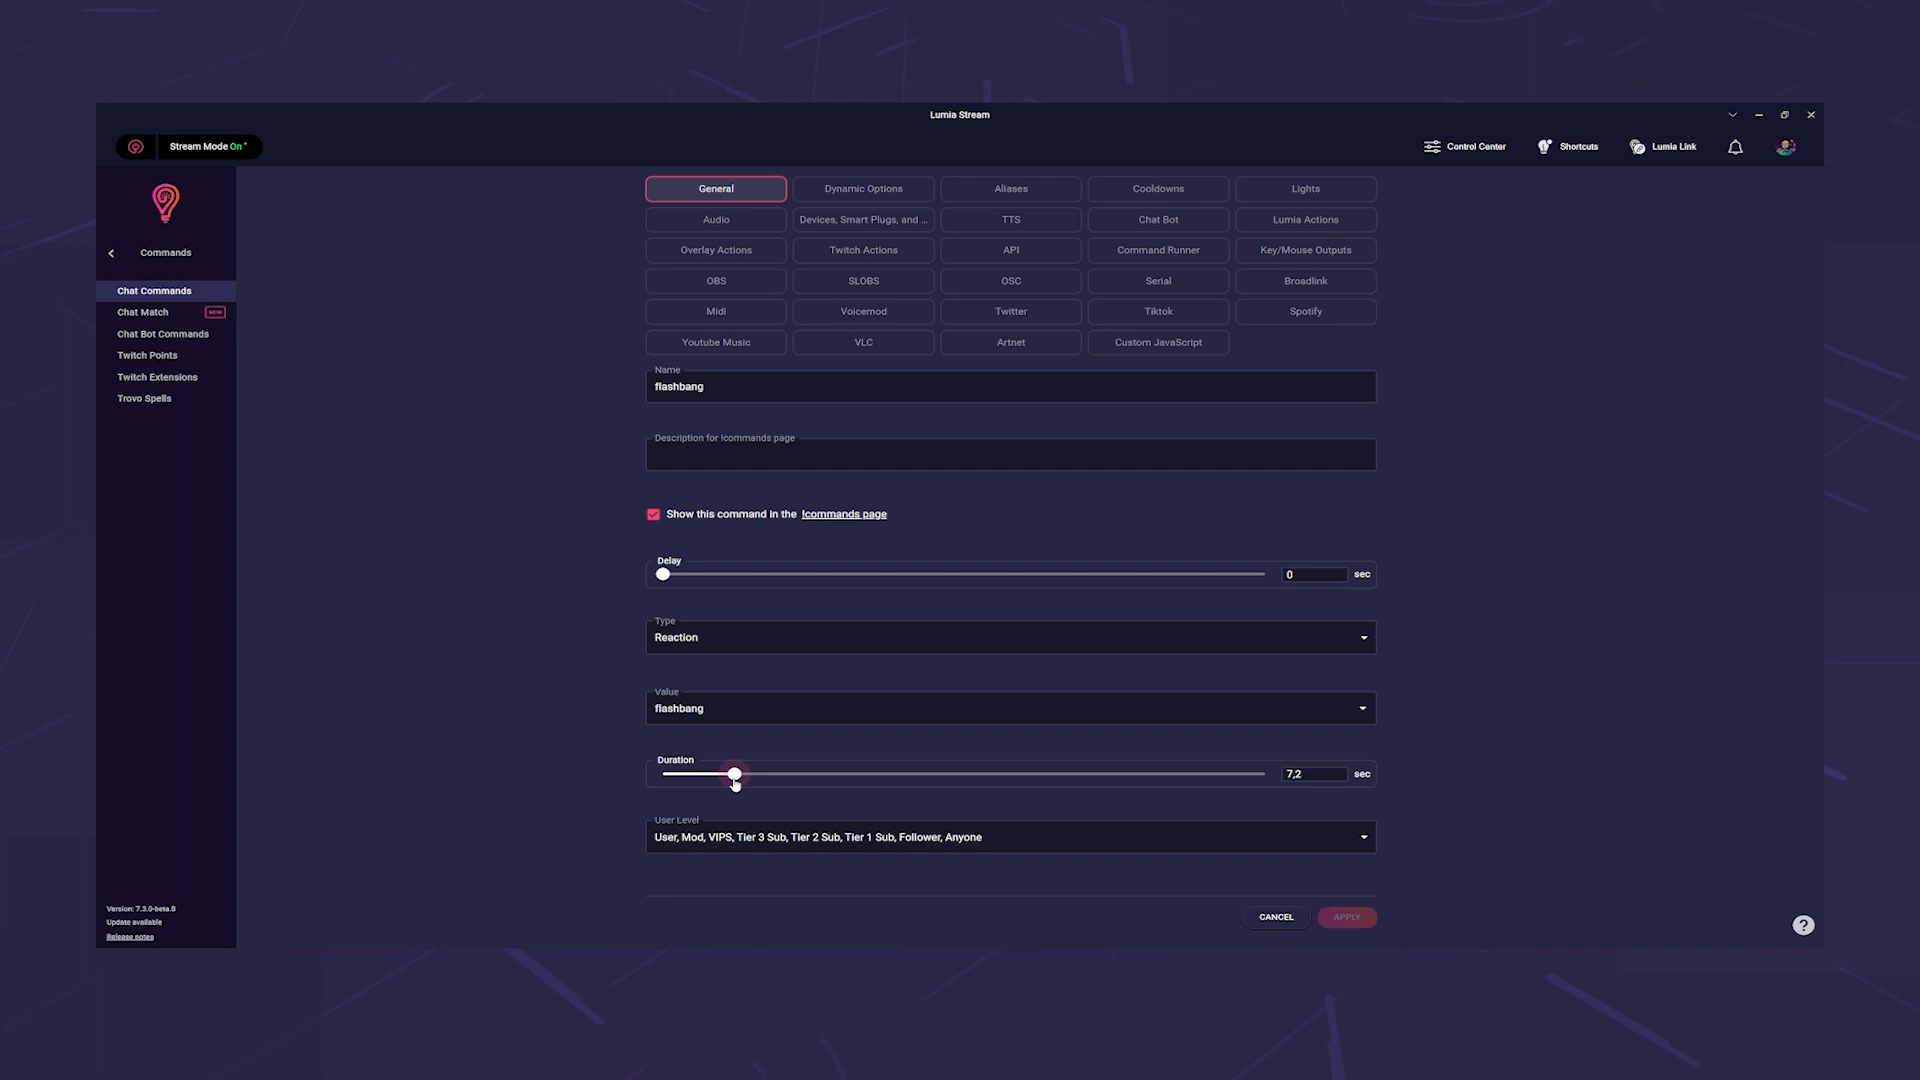 Lumia Stream
Stream Mode On
Control Center
Shortcuts
Lumia Link
Commands
Chat Commands
Chat Match NEW
Chat Bot Commands
Twitch Points
Twitch Extensions
Trovo Spells
General
Dynamic Options
Aliases
Cooldowns
Lights
Audio
Devices, Smart Plugs, and ...
TTS
Chat Bot
Lumia Actions
Overlay Actions
Twitch Actions
API
Command Runner
Key/Mouse Outputs
OBS
SLOBS
OSC
Serial
Broadlink
Midi
Voicemod
Twitter
Tiktok
Spotify
Youtube Music
VLC
Artnet
Custom JavaScript
Name
flashbang
Description for !commands page
Show this command in the !commands page
Delay
0 sec
Type
Reaction
Value
flashbang
Duration
7,2 sec
User Level
User, Mod, VIPS, Tier 3 Sub, Tier 2 Sub, Tier 1 Sub, Follower, Anyone
CANCEL
APPLY
Version: 7.3.0-beta.8
Update available
Release notes
?